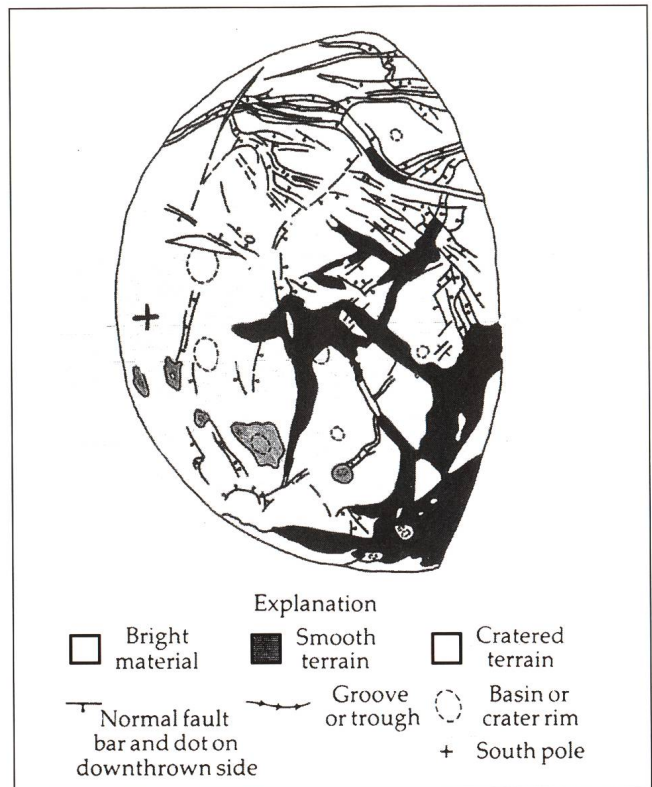 Explanation
Bright
material
Smooth
terrain
Cratered
terrain
Normal fault
bar and dot on
downthrown side
Groove
or trough
Basin or
crater rim
+ South pole